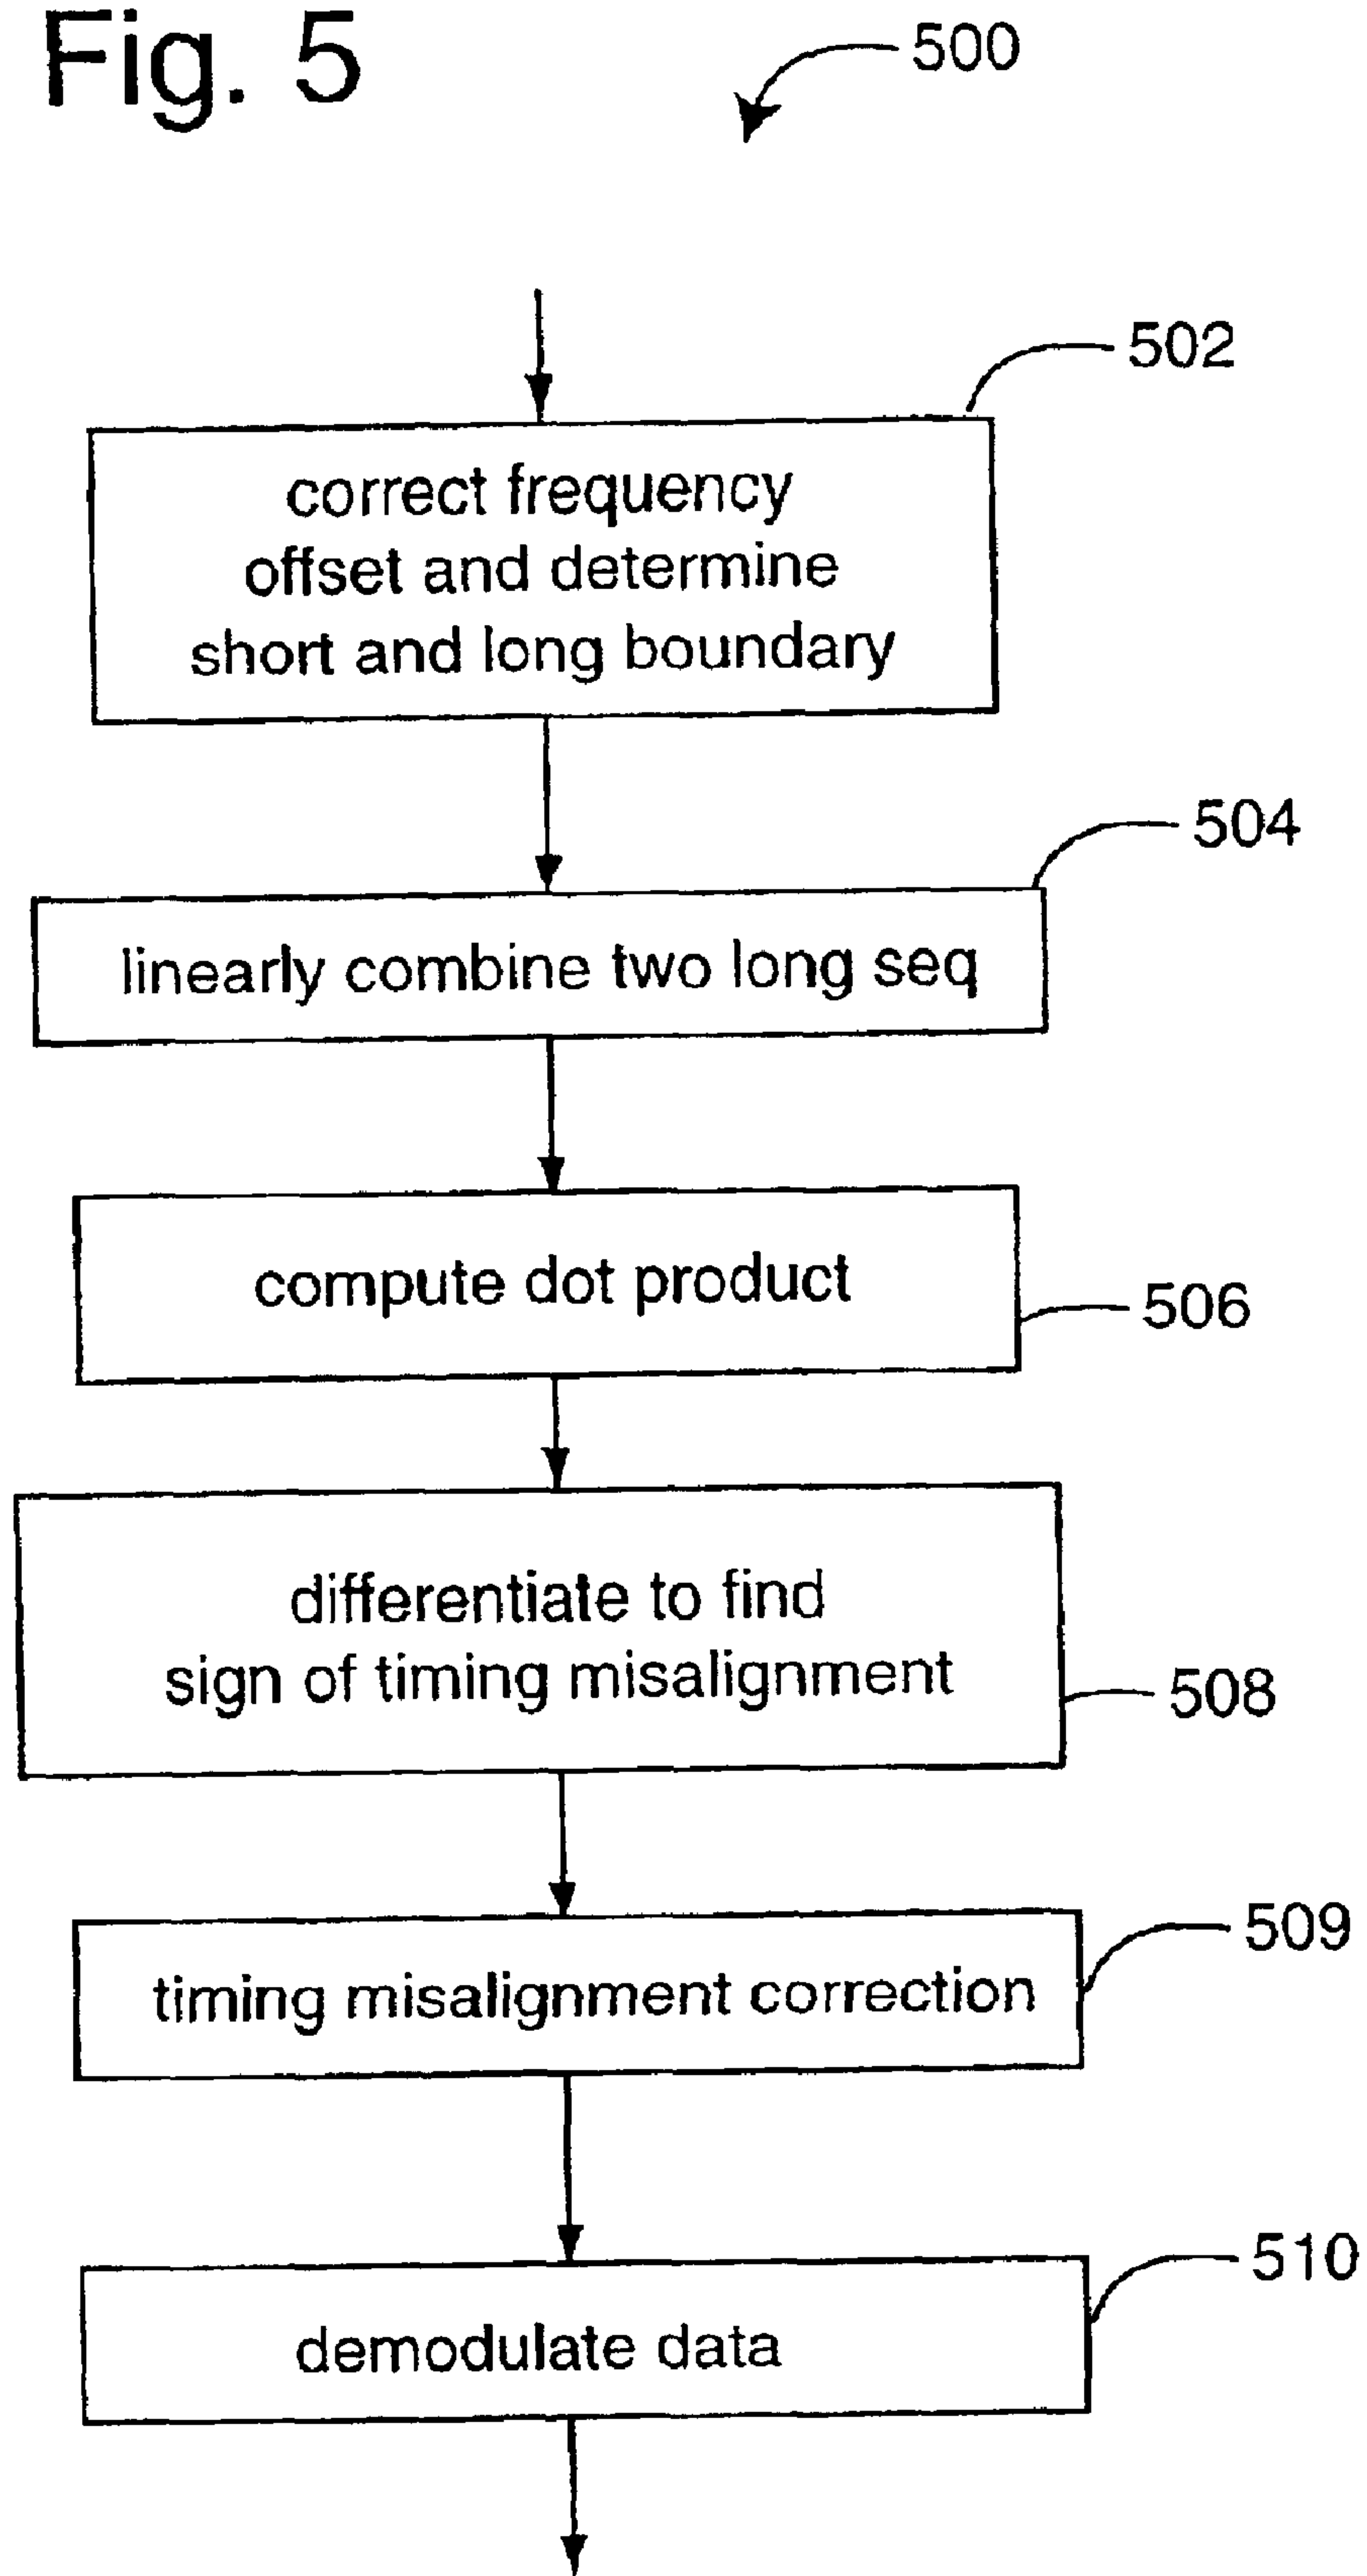 Fig. 5
500
502
correct frequency
offset and determine
short and long boundary
504
linearly combine two long seq
compute dot product
506
differentiate to find
sign of timing misalignment
508
509
timing misalignment correction
510
demodulate data